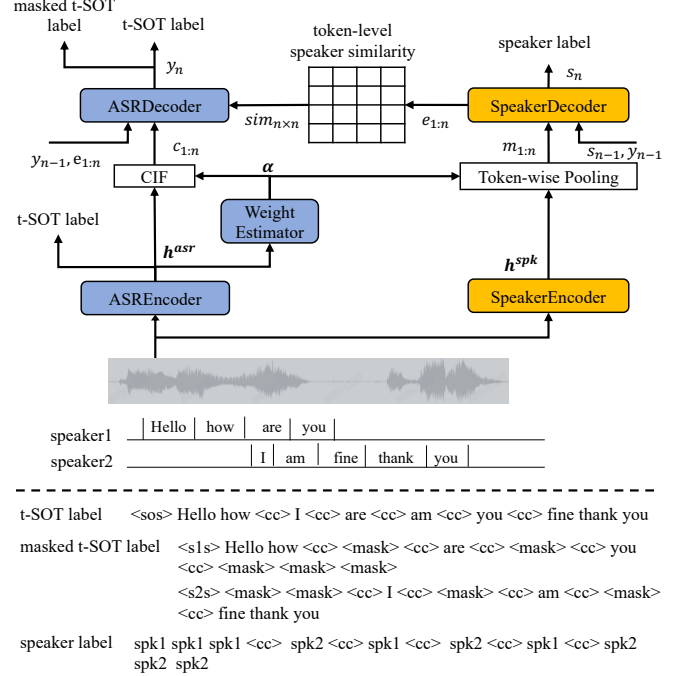 masked t-SOT
label
t-SOT label
token-level
speaker similarity
speaker label
y_n
s_n
ASRDecoder
SpeakerDecoder
sim_{n×n}
e_{1:n}
y_{n-1}, e_{1:n}
c_{1:n}
m_{1:n}
s_{n-1}, y_{n-1}
CIF
α
Token-wise Pooling
t-SOT label
Weight
Estimator
h^{asr}
h^{spk}
ASREncoder
SpeakerEncoder
speaker1 Hello how are you
speaker2 I am fine thank you
t-SOT label <sos> Hello how <cc> I <cc> are <cc> am <cc> you <cc> fine thank you
masked t-SOT label <s1s> Hello how <cc> <mask> <cc> are <cc> <mask> <cc> you
<cc> <mask> <mask> <mask>
<s2s> <mask> <mask> <cc> I <cc> <mask> <cc> am <cc> <mask>
<cc> fine thank you
speaker label spk1 spk1 spk1 <cc> spk2 <cc> spk1 <cc> spk2 <cc> spk1 <cc> spk2
spk2 spk2